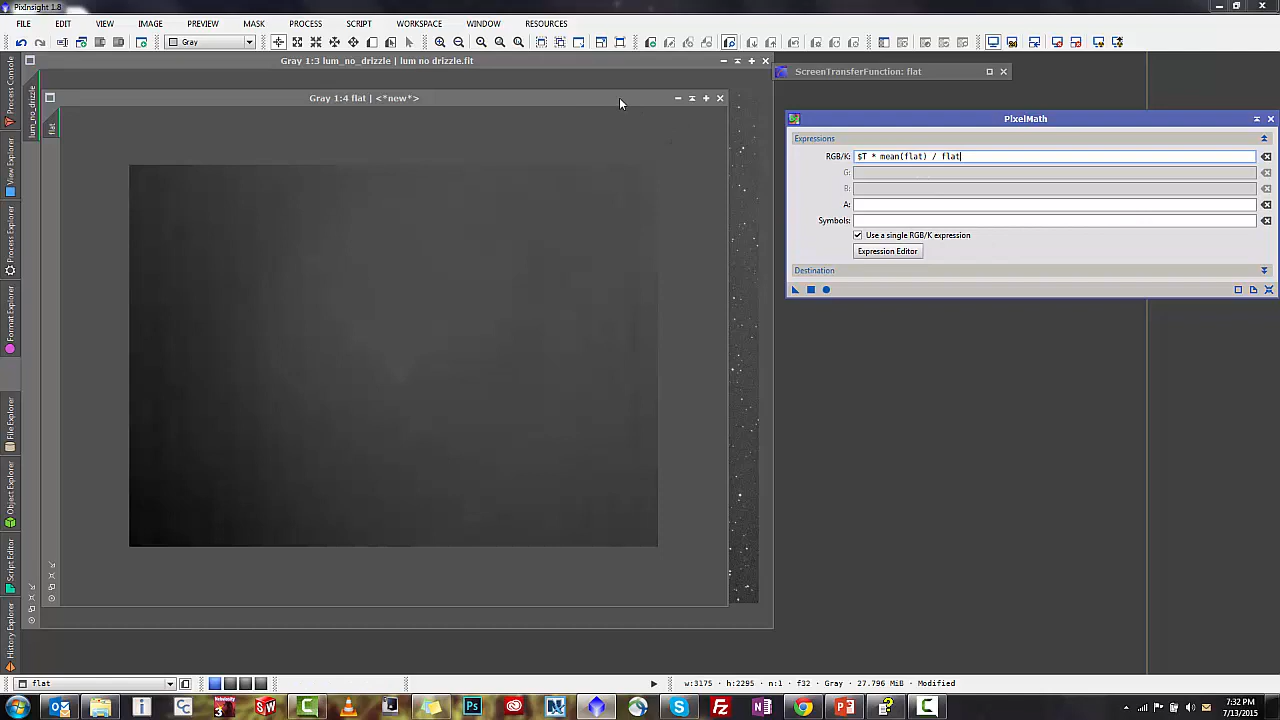 PixInsight 1.8
FILE EDIT VIEW IMAGE PREVIEW MASK PROCESS SCRIPT WORKSPACE WINDOW RESOURCES
Gray
Gray 1:3 lum_no_drizzle | lum no drizzle.fit
Gray 1:4 flat | <*new*>
ScreenTransferFunction: flat
PixelMath
Expressions
RGB/K: $T * mean(flat) / flat
G:
B:
A:
Symbols:
Use a single RGB/K expression
Expression Editor
Destination
Process Console
View Explorer
Process Explorer
Format Explorer
File Explorer
Object Explorer
Script Editor
History Explorer
lum_no_drizzle
flat
flat
w:3175 · h:2295 · n:1 · f32 · Gray · 27.796 MiB
7:32 PM
7/13/2015